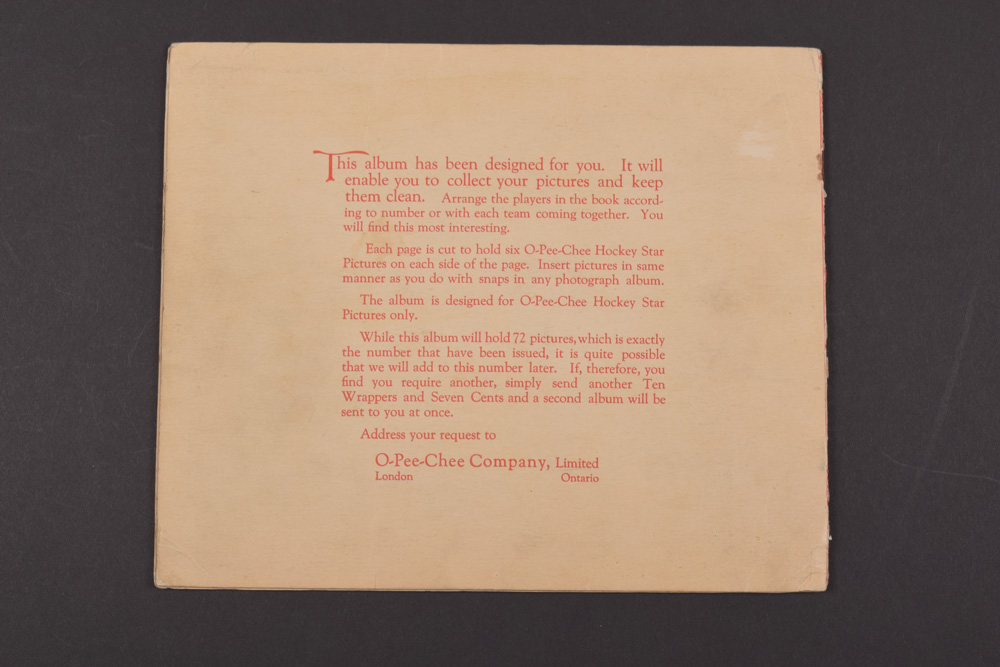 This album has been designed for you. It will
enable you to collect your pictures and keep
them clean. Arrange the players in the book accord-
ing to number or with each team coming together. You
will find this most interesting.
Each page is cut to hold six O-Pee-Chee Hockey Star
Pictures on each side of the page. Insert pictures in same
manner as you do with snaps in any photograph album.
The album is designed for O-Pee-Chee Hockey Star
Pictures only.
While this album will hold 72 pictures, which is exactly
the number that have been issued, it is quite possible
that we will add to this number later. If, therefore, you
find you require another, simply send another Ten
Wrappers and Seven Cents and a second album will be
sent to you at once.
Address your request to
O-Pee-Chee Company, Limited
London Ontario